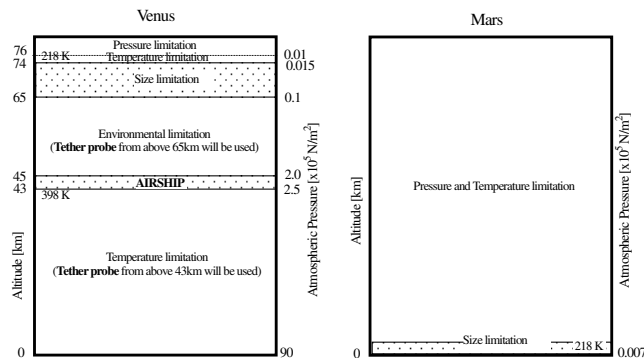 Venus
Pressure limitation
76
218 K
Temperature limitation
0.01
74
0.015
Size limitation
65
0.1
Environmental limitation
(Tether probe from above 65km will be used)
45
2.0
AIRSHIP
43
2.5
398 K
Temperature limitation
(Tether probe from above 43km will be used)
0
90
Altitude [km]
Atmospheric Pressure [x10⁵ N/m²]
Mars
Pressure and Temperature limitation
Size limitation
218 K
0
0.007
Altitude [km]
Atmospheric Pressure [x10⁵ N/m²]